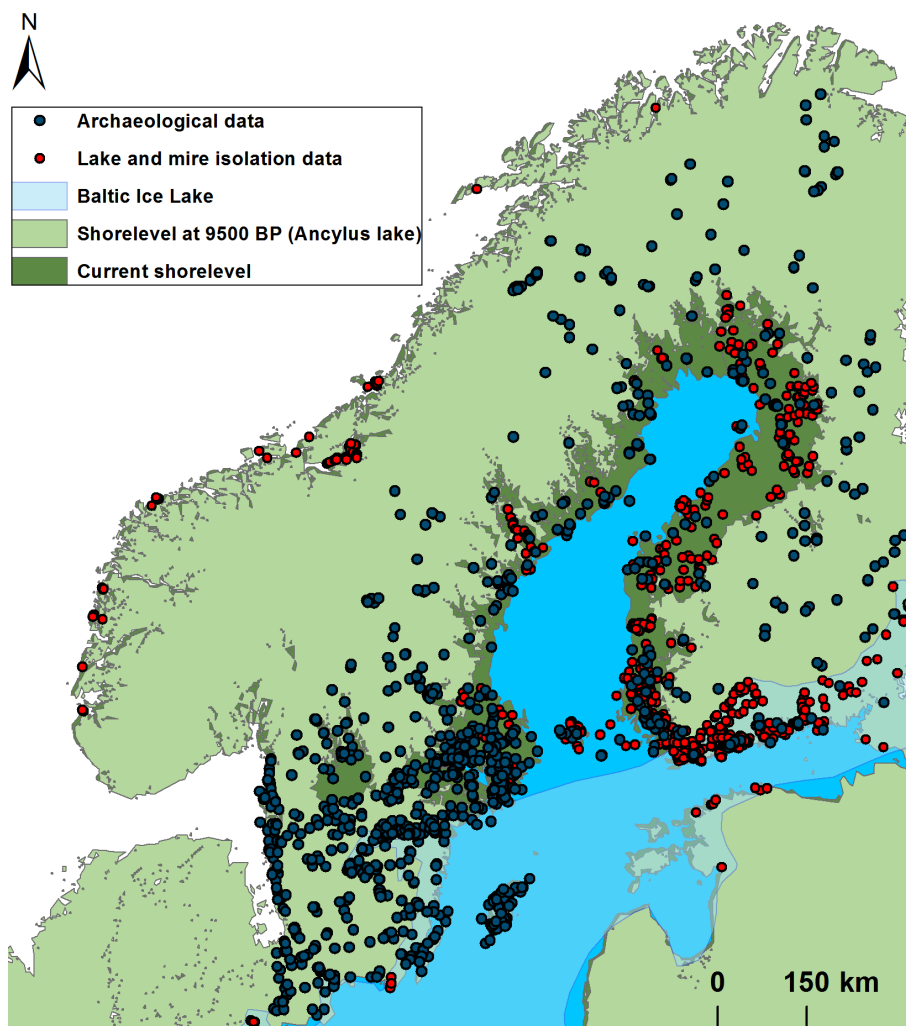 N
Archaeological data
Lake and mire isolation data
Baltic Ice Lake
Shorelevel at 9500 BP (Ancylus lake)
Current shorelevel
0 150 km